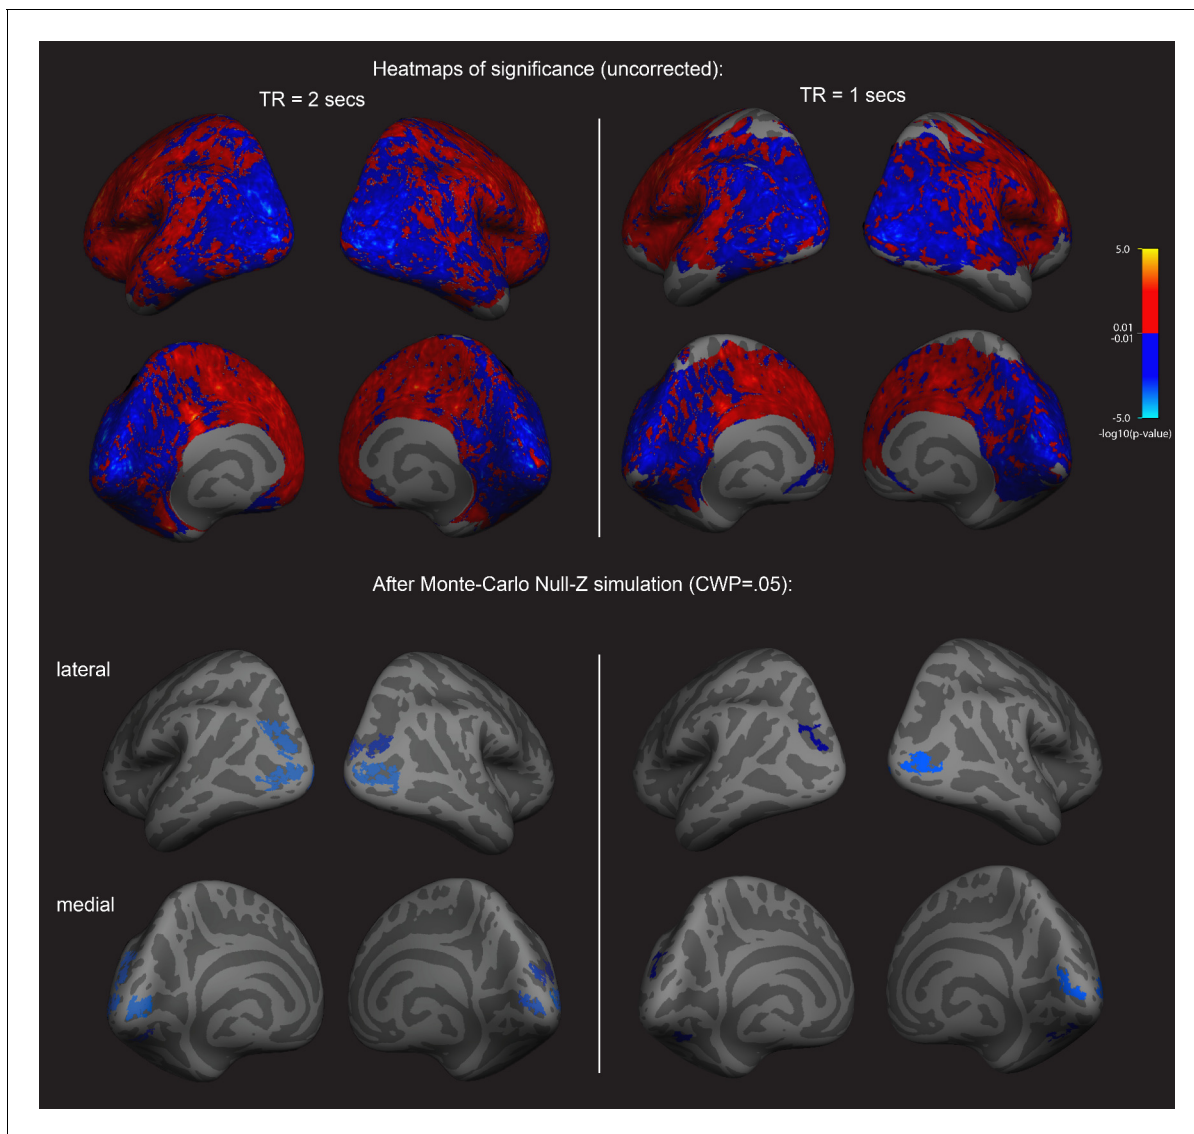 Heatmaps of significance (uncorrected):
TR = 2 secs
TR = 1 secs
5.0
0.01
-0.01
-5.0
-log10(p-value)
After Monte-Carlo Null-Z simulation (CWP=.05):
lateral
medial